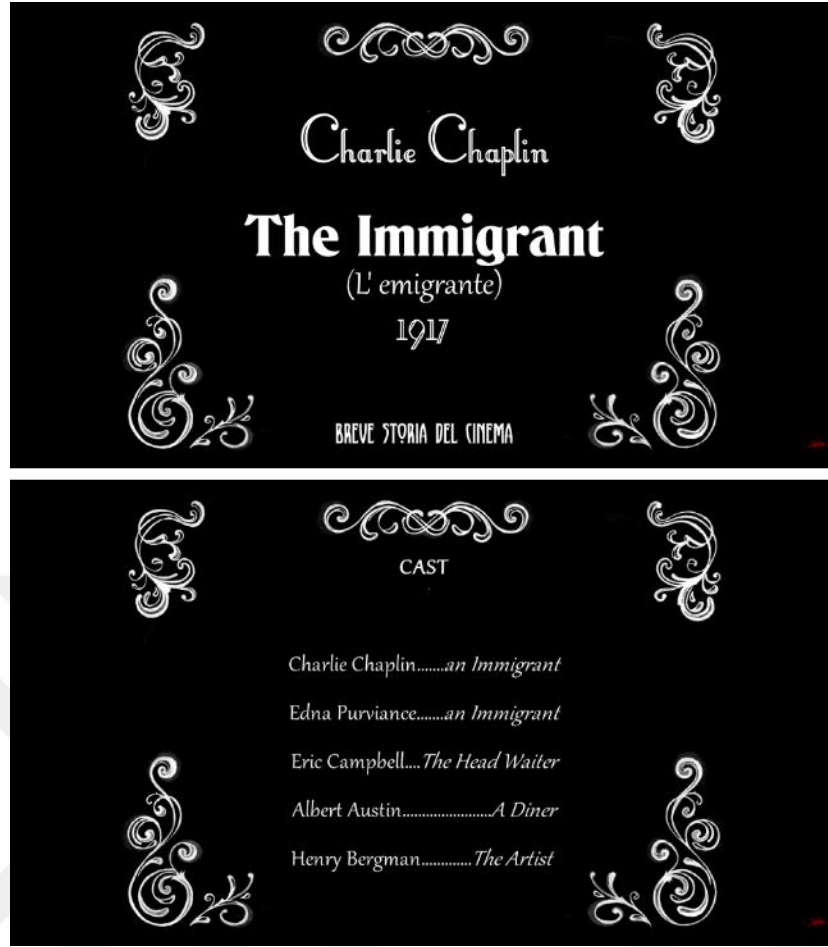 Charlie Chaplin
The Immigrant
(L' emigrante)
1917
BREVE STORIA DEL CINEMA
CAST
Charlie Chaplin.......an Immigrant
Edna Purviance.......an Immigrant
Eric Campbell....The Head Waiter
Albert Austin.......................A Diner
Henry Bergman.............The Artist